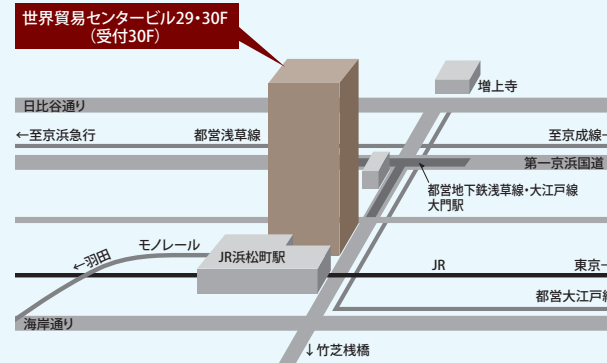 世界貿易センタービル29・30F
（受付30F）
増上寺
日比谷通り
←至京浜急行
都営浅草線
至京成線
第一京浜国道
都営地下鉄浅草線・大江戸線
大門駅
モノレール
←羽田
JR浜松町駅
JR
東京
都営大江戸線
海岸通り
↓竹芝桟橋